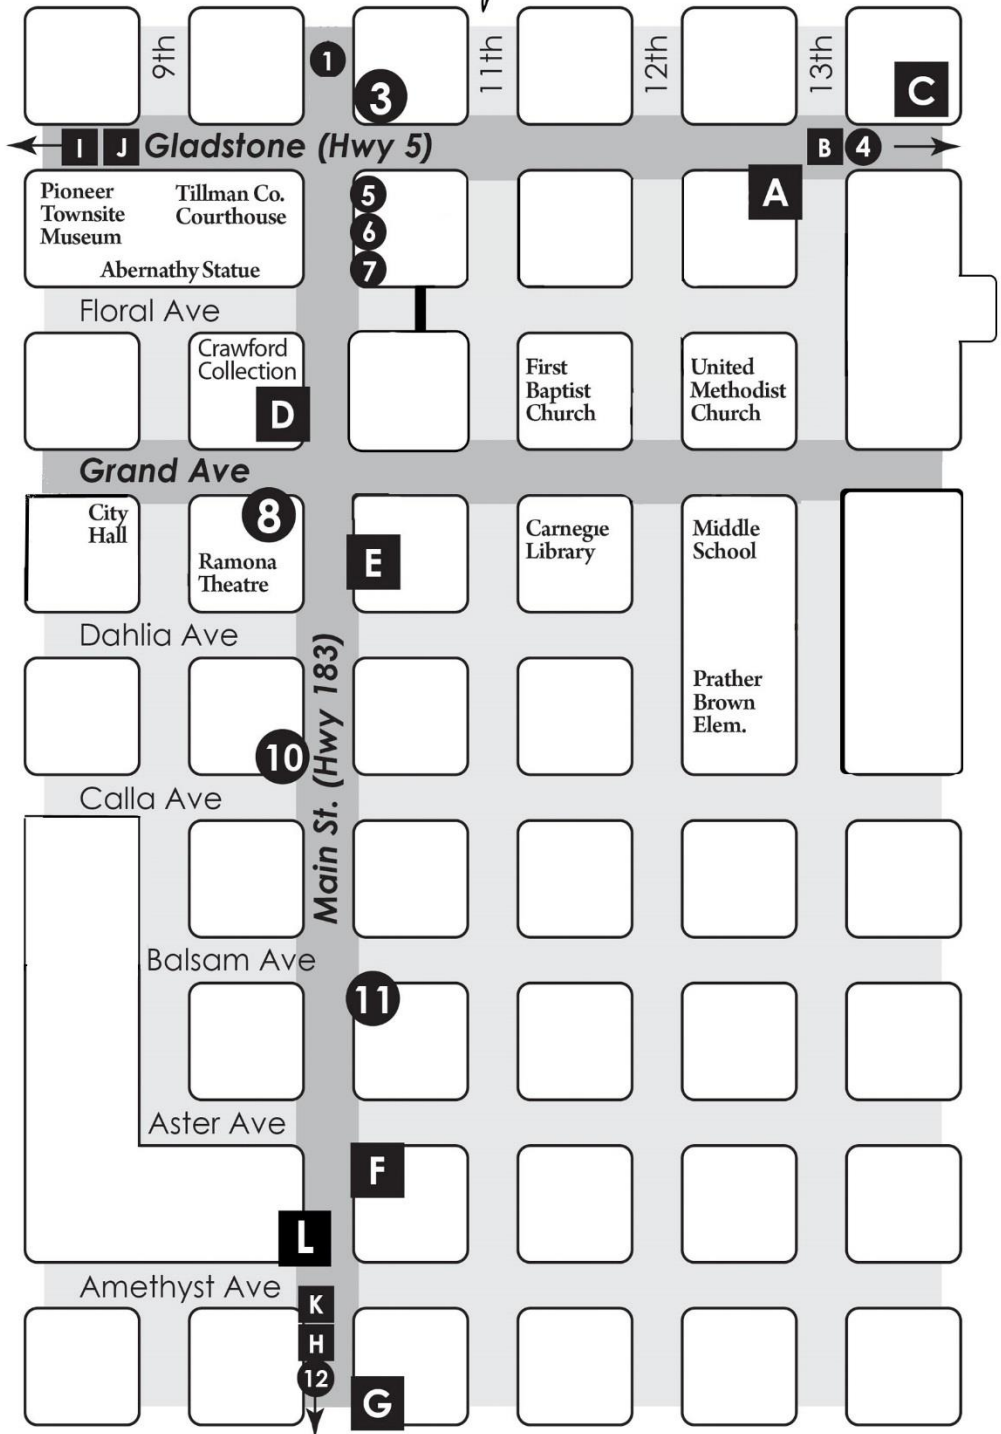 9th
11th
12th
13th
1
3
C
I J Gladstone (Hwy 5)
B 4
Pioneer
Townsite
Museum
Tillman Co.
Courthouse
Abernathy Statue
5
6
7
A
Floral Ave
Crawford
Collection
D
First
Baptist
Church
United
Methodist
Church
Grand Ave
City
Hall
8
Ramona
Theatre
E
Carnegie
Library
Middle
School
Dahlia Ave
Main St. (Hwy 183)
Prather
Brown
Elem.
10
Calla Ave
Balsam Ave
11
Aster Ave
F
L
Amethyst Ave
K
H
12
G